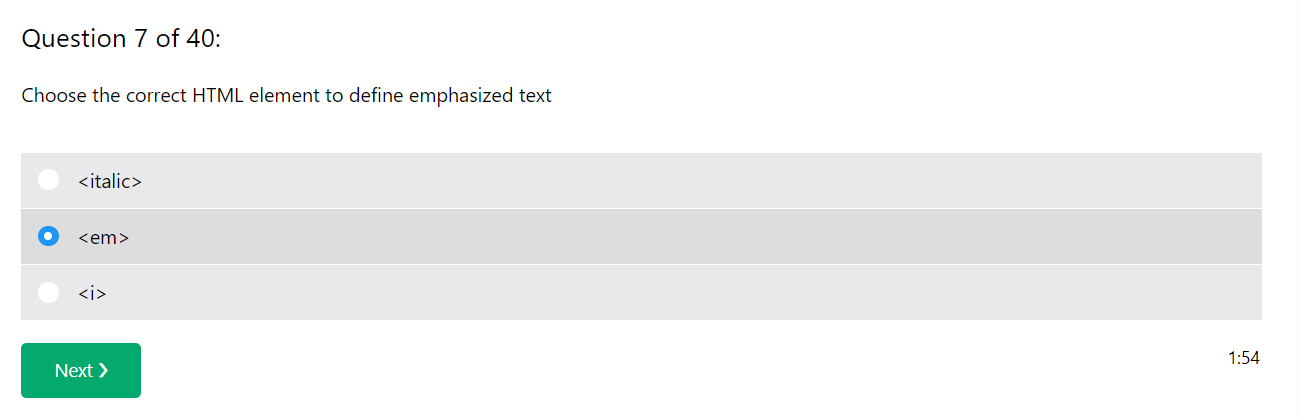 Question 7 of 40:
Choose the correct HTML element to define emphasized text
<italic>
<em>
<i>
Next ❯
1:54